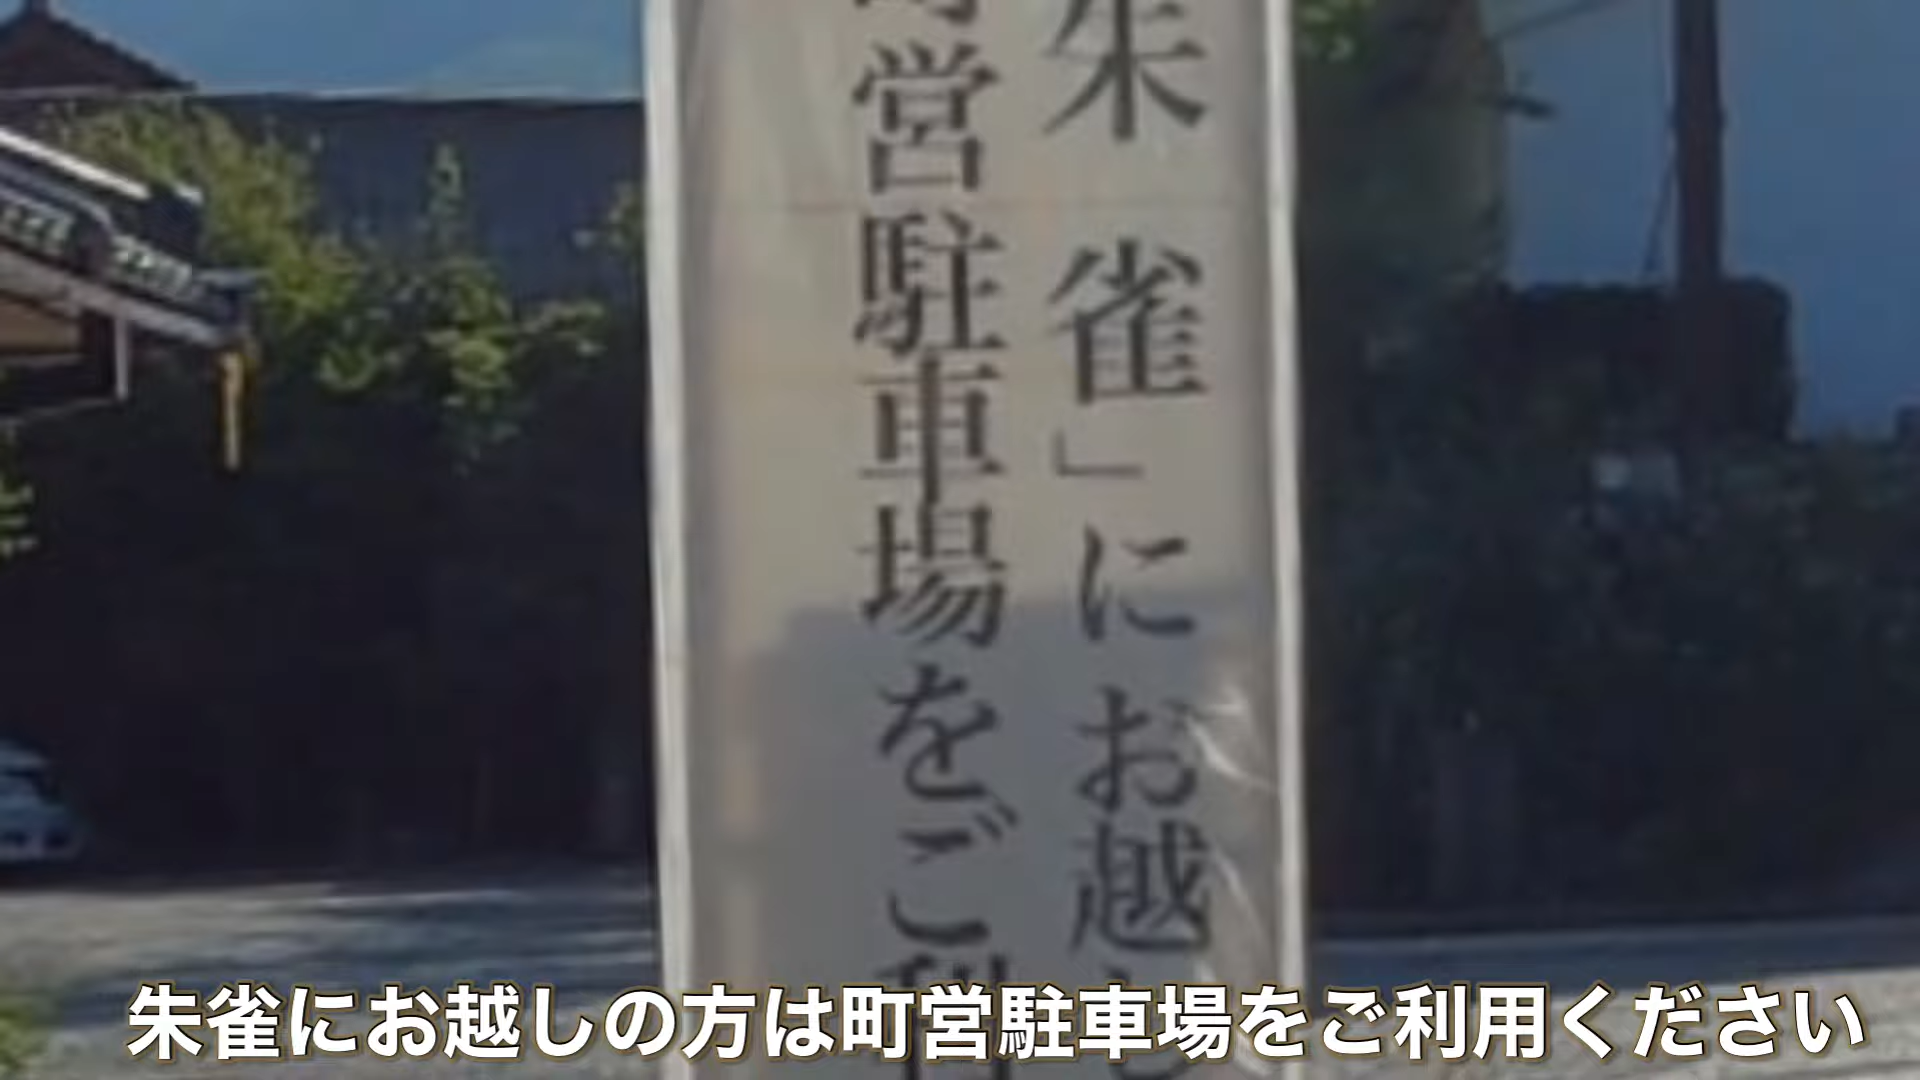 朱雀」にお越し
町営駐車場をご利
朱雀にお越しの方は町営駐車場をご利用ください